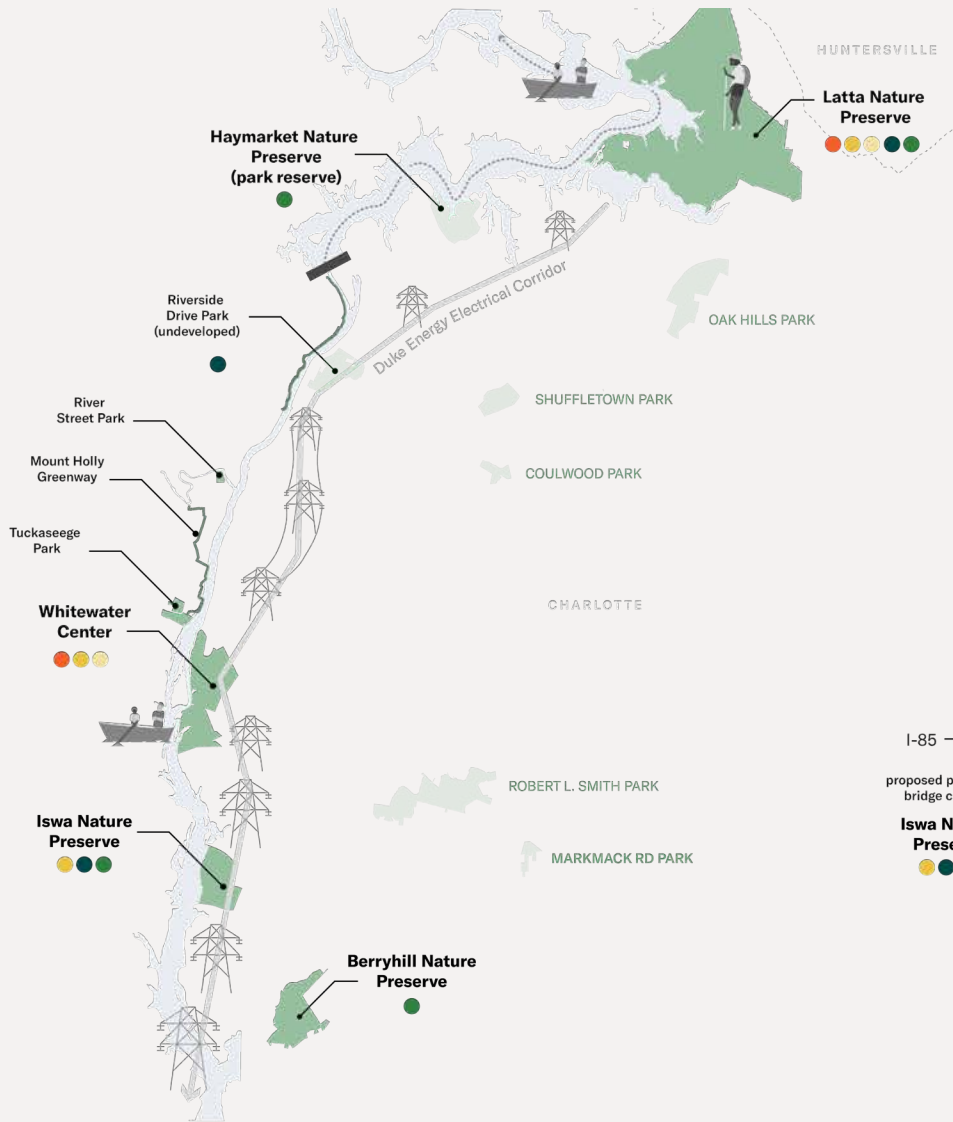 HUNTERSVILLE
Latta Nature
Preserve
Haymarket Nature
Preserve
(park reserve)
Riverside
Drive Park
(undeveloped)
Duke Energy Electrical Corridor
OAK HILLS PARK
SHUFFLETOWN PARK
River
Street Park
Mount Holly
Greenway
COULWOOD PARK
Tuckaseege
Park
CHARLOTTE
Whitewater
Center
I-85
ROBERT L. SMITH PARK
proposed p
bridge c
Iswa Nature
Preserve
Iswa N
Prese
MARKMACK RD PARK
Berryhill Nature
Preserve